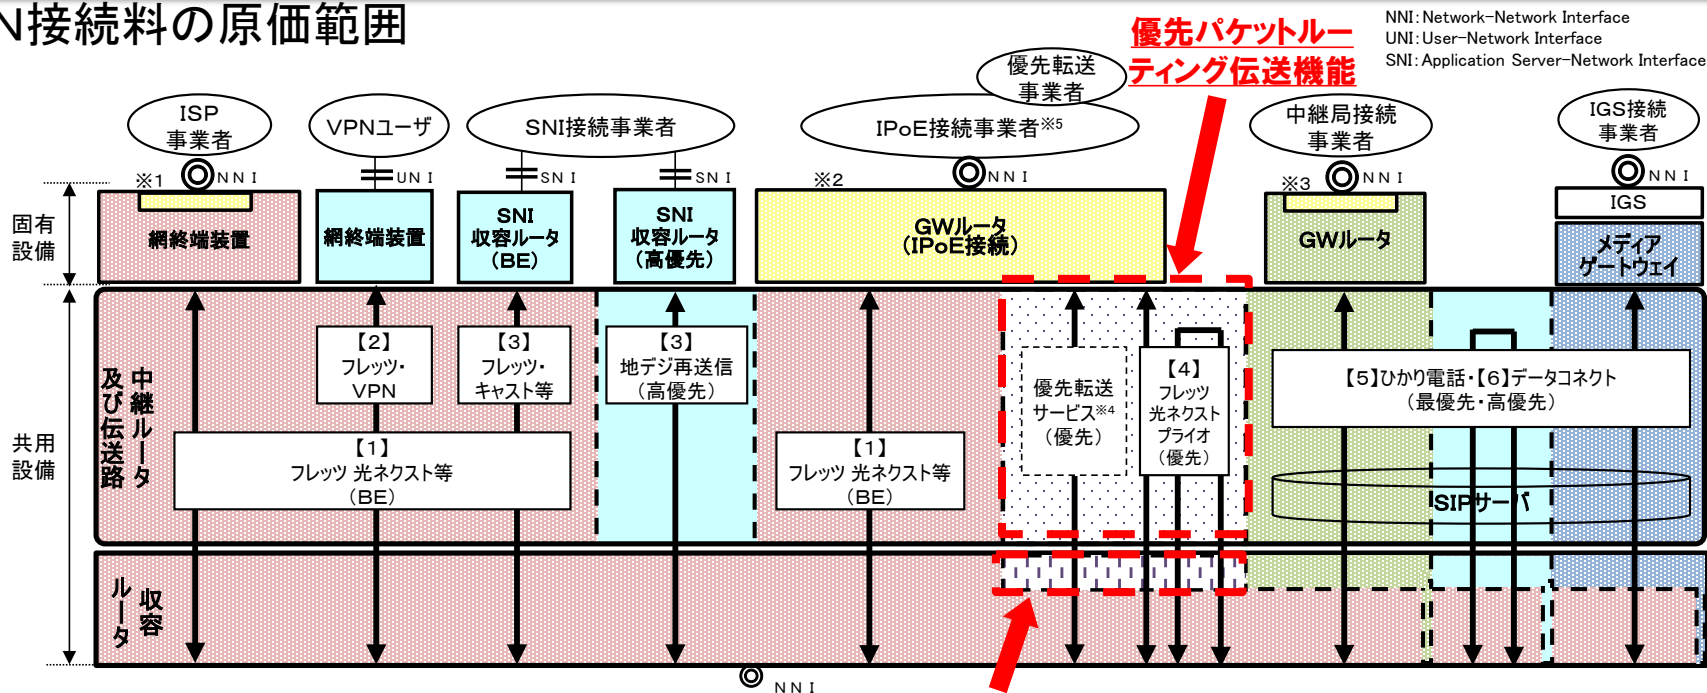 N接続料の原価範囲
優先パケットルー
ティング伝送機能
NNI:Network-Network Interface
UNI:User-Network Interface
SNI:Application Server-Network Interface
ISP
事業者
VPNユーザ
SNI接続事業者
優先転送
事業者
IPoE接続事業者※5
中継局接続
事業者
IGS接続
事業者
※1
NNI
UNI
SNI
SNI
※2
NNI
※3
NNI
NNI
固有
設備
網終端装置
網終端装置
SNI
収容ルータ
(BE)
SNI
収容ルータ
(高優先)
GWルータ
(IPoE接続)
GWルータ
IGS
メディア
ゲートウェイ
共用
設備
中継ルータ
及び伝送路
【2】
フレッツ・
VPN
【3】
フレッツ・
キャスト等
【3】
地デジ再送信
(高優先)
【1】
フレッツ 光ネクスト等
(BE)
【1】
フレッツ 光ネクスト等
(BE)
優先転送
サービス※4
(優先)
【4】
フレッツ
光ネクスト
プライオ
(優先)
【5】ひかり電話・【6】データコネクト
(最優先・高優先)
SIPサーバ
収容
ルータ
NNI